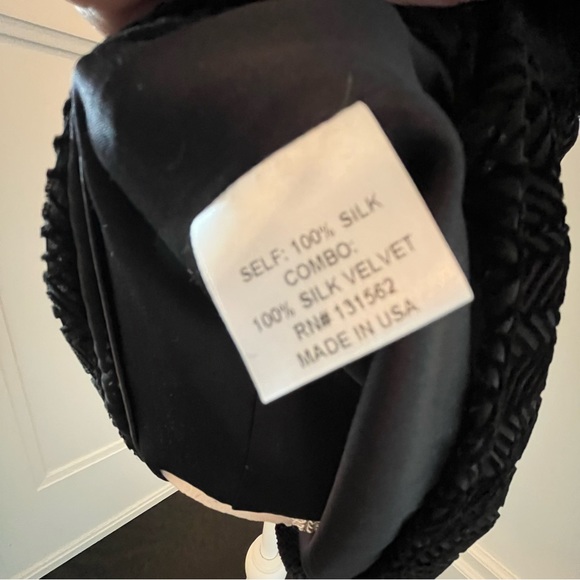 SELF: 100% SILK
COMBO:
100% SILK VELVET
RN# 131562
MADE IN USA